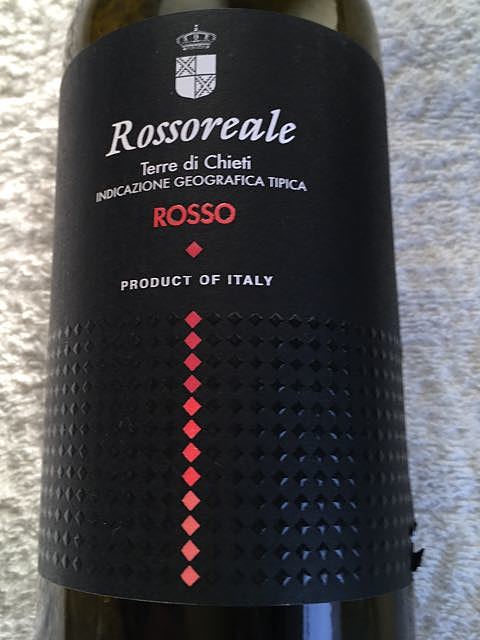 Rossoreale
Terre di Chieti
INDICAZIONE GEOGRAFICA TIPICA
ROSSO
PRODUCT OF ITALY